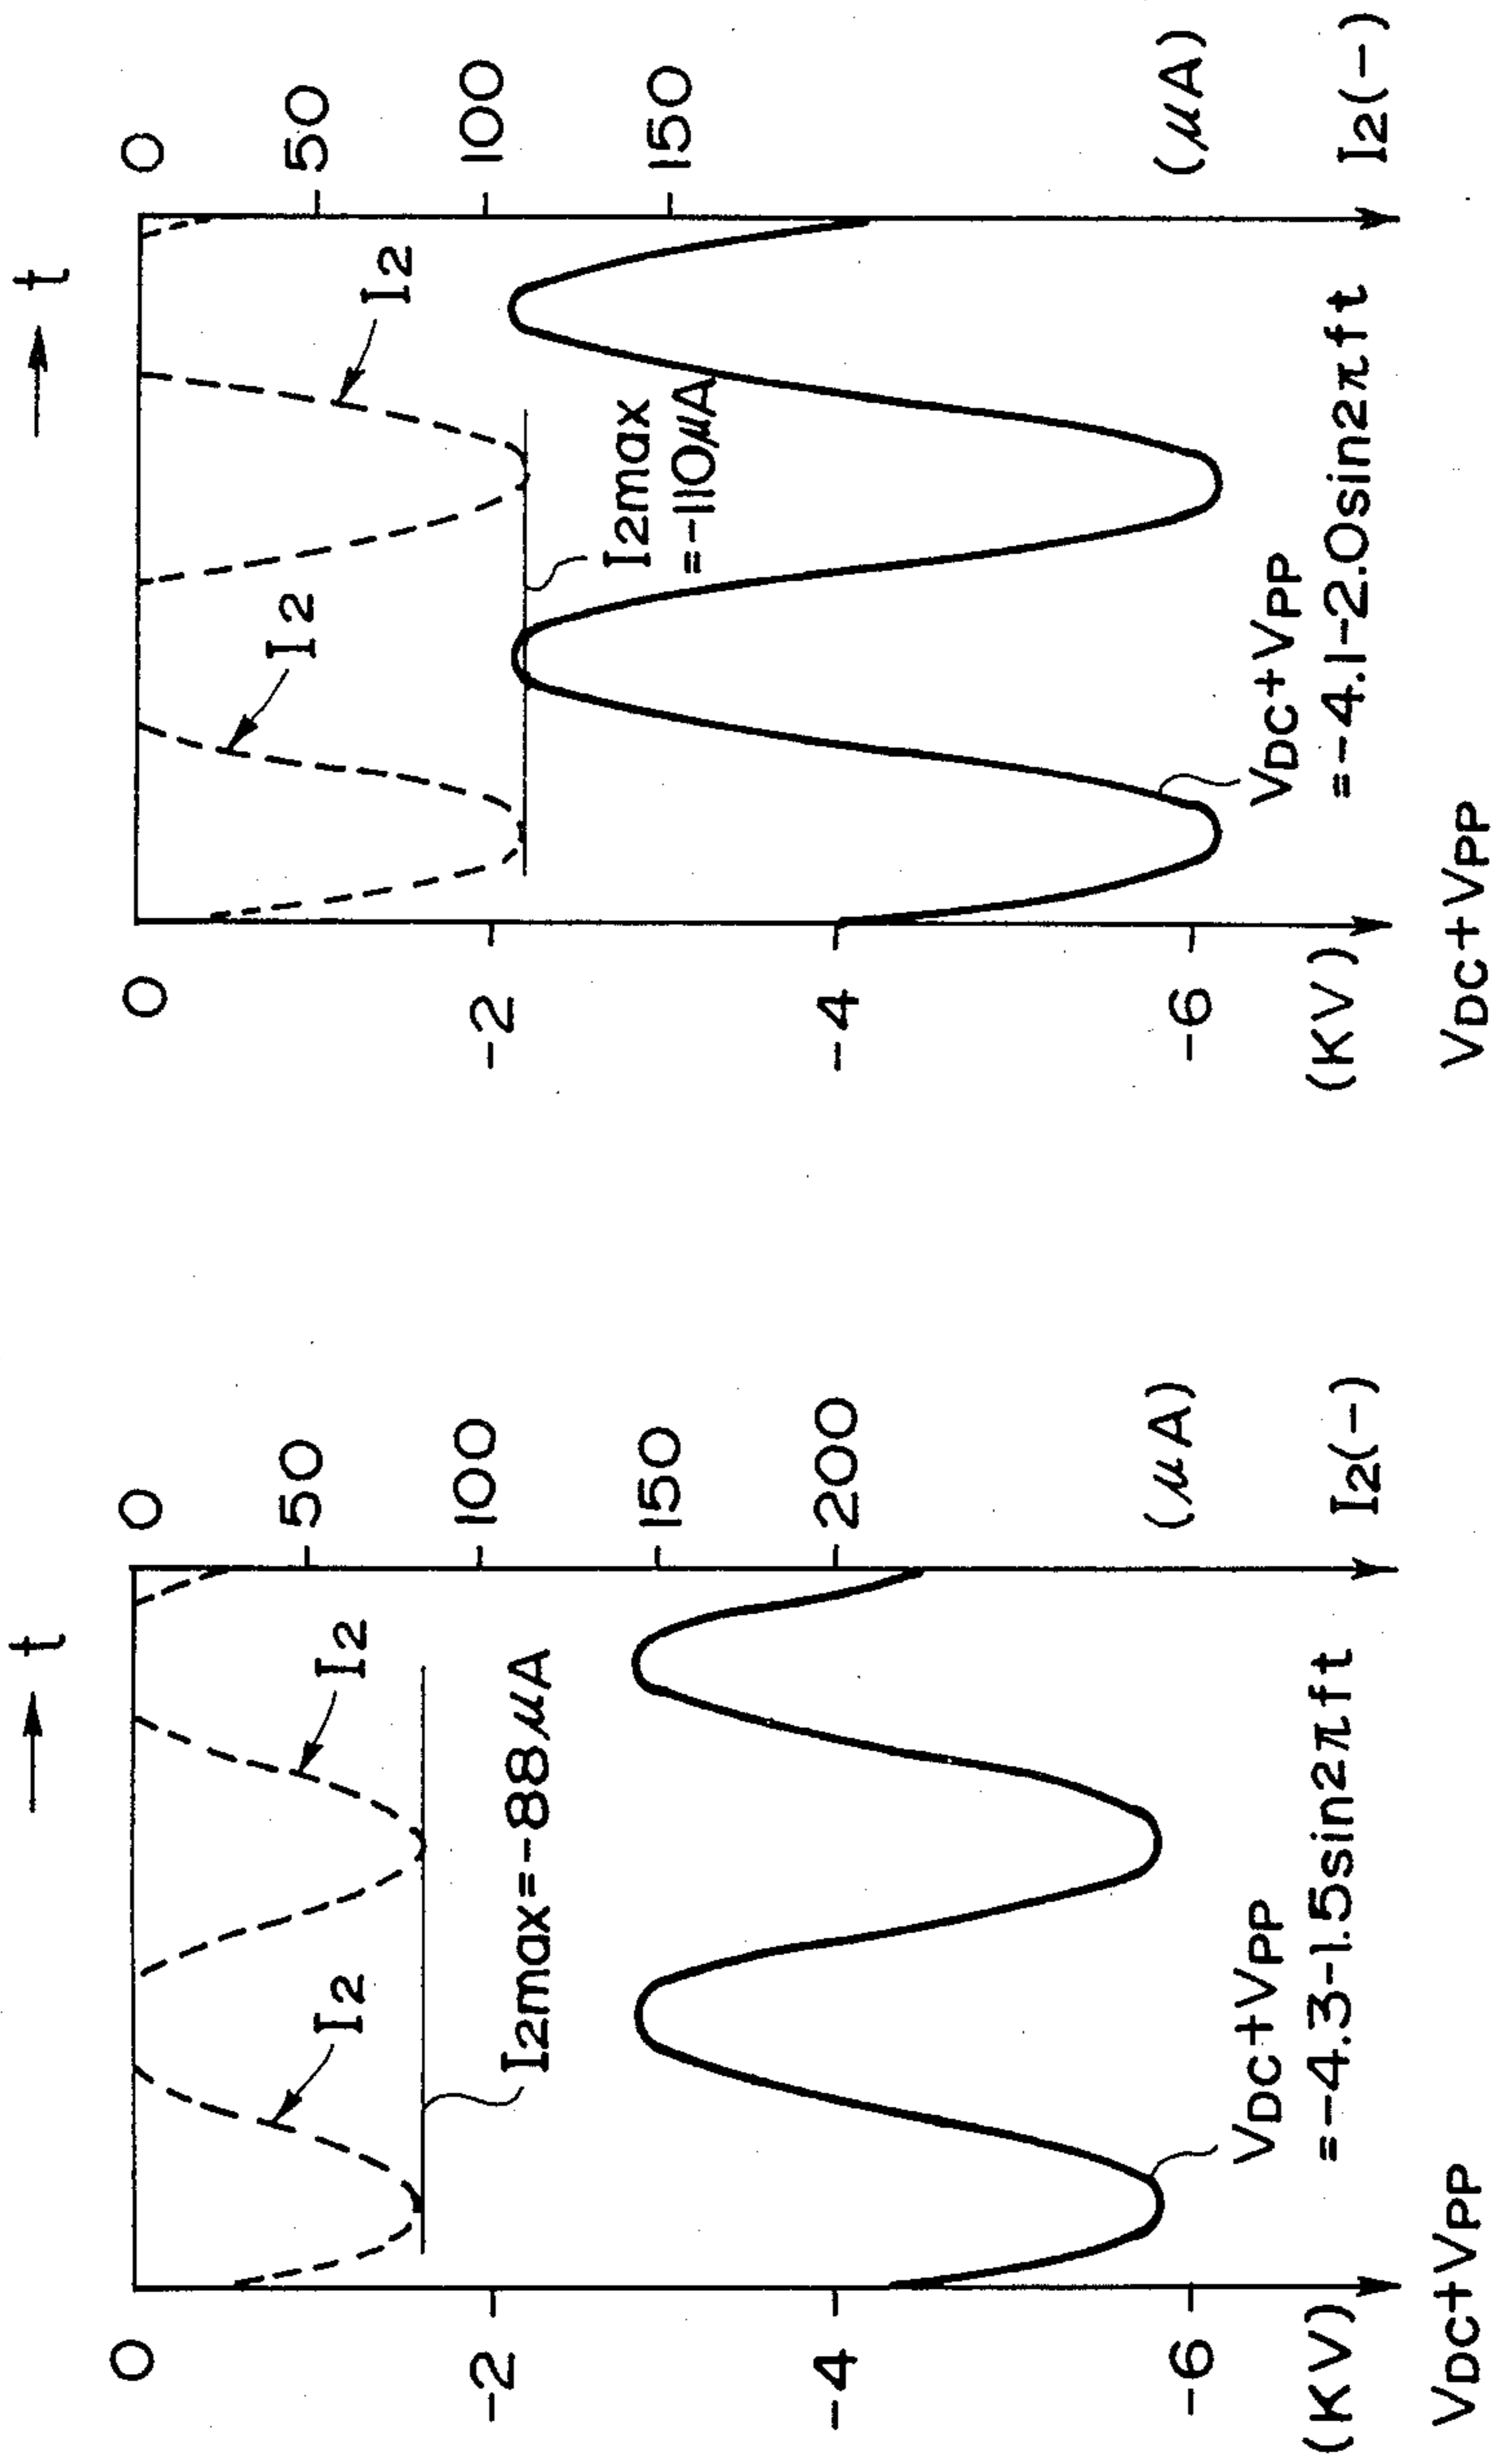 t
0
-2
-4
-6
(KV)
VDC+VPP
0
50
100
150
200
(μA)
I2(-)
I2
I2
I2max=-88μA
VDC+VPP
=-4.3-1.5sin2πft
t
0
-2
-4
-6
(KV)
VDC+VPP
0
50
100
150
(μA)
I2(-)
I2
I2
I2max
=-110μA
VDC+VPP
=-4.1-2.0sin2πft